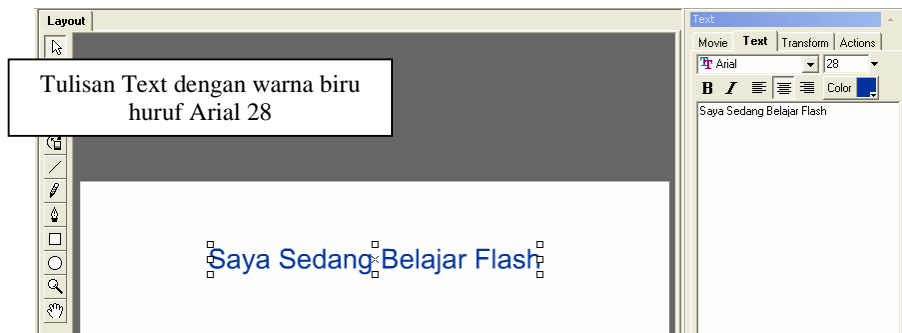 Layout
Text
Movie Text Transform Actions
Arial 28
B I Color
Saya Sedang Belajar Flash
Tulisan Text dengan warna biru
huruf Arial 28
Saya Sedang Belajar Flash